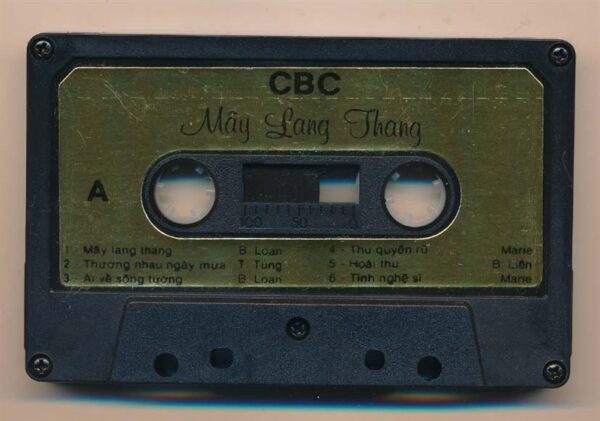 CBC
Mây Lang Thang
A
100 50 0
1 - Mây lang thang B. Loan
2 - Thương nhau ngày mưa T. Tùng
3 - Ai về sông tương B. Loan
4 - Thu quyến rũ Marie
5 - Hoài thu B. Liên
6 - Tình nghệ sĩ Marie